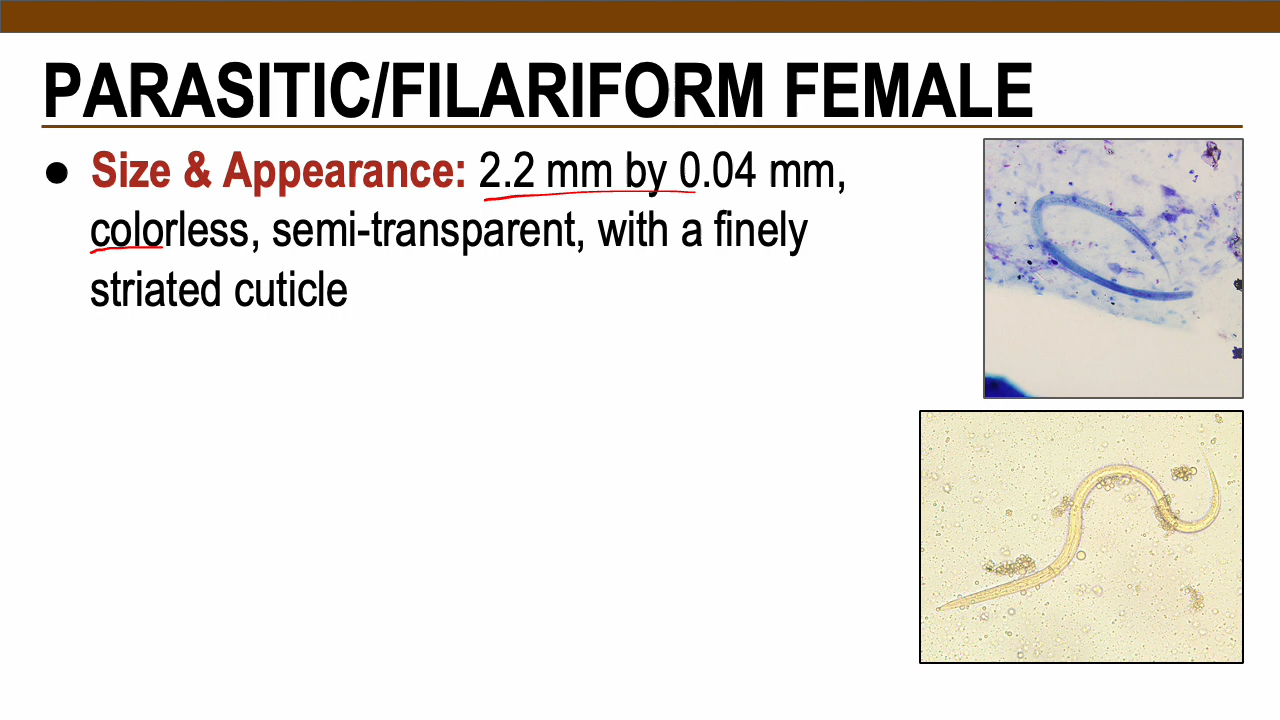 PARASITIC/FILARIFORM FEMALE
● Size & Appearance: 2.2 mm by 0.04 mm,
colorless, semi-transparent, with a finely
striated cuticle